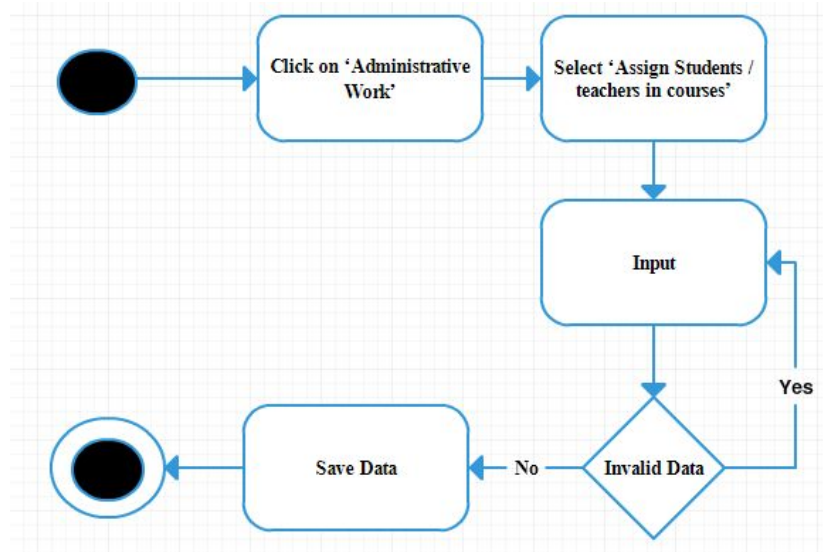 Click on ‘Administrative
Work’
Select ‘Assign Students /
teachers in courses’
Input
Yes
Invalid Data
No
Save Data